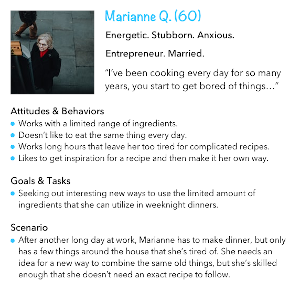 Marianne Q. (60)
Energetic. Stubborn. Anxious.
Entrepreneur. Married.
“I’ve been cooking every day for so many
years, you start to get bored of things…”
Attitudes & Behaviors
• Works with a limited range of ingredients.
• Doesn’t like to eat the same thing every day.
• Works long hours that leave her too tired for complicated recipes.
• Likes to get inspiration for a recipe and then make it her own way.
Goals & Tasks
• Seeking out interesting new ways to use the limited amount of
ingredients that she can utilize in weeknight dinners.
Scenario
• After another long day at work, Marianne has to make dinner, but only
has a few things around the house that she’s tired of. She needs an
idea for a new way to combine the same old things, but she’s skilled
enough that she doesn’t need an exact recipe to follow.